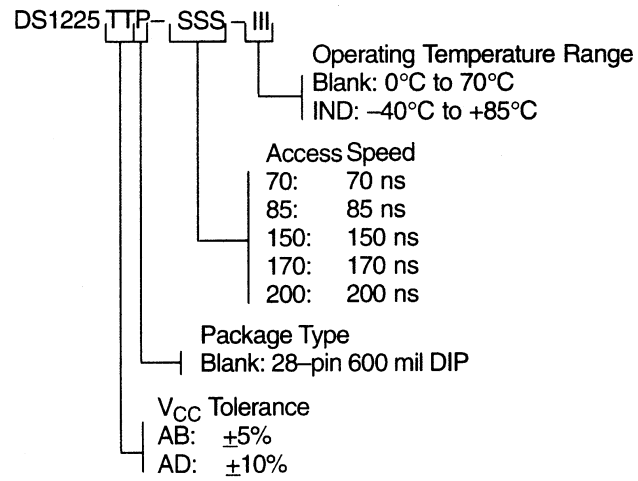 DS1225 TTP– SSS – III
Operating Temperature Range
Blank: 0°C to 70°C
IND: –40°C to +85°C
Access Speed
70: 70 ns
85: 85 ns
150: 150 ns
170: 170 ns
200: 200 ns
Package Type
Blank: 28–pin 600 mil DIP
VCC Tolerance
AB: ±5%
AD: ±10%